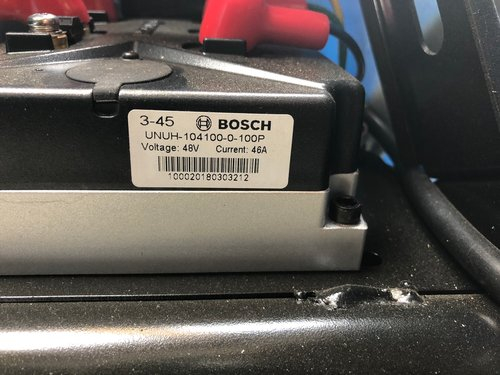 3-45 BOSCH
UNUH-104100-0-100P
Voltage: 48V Current: 46A
100020180303212